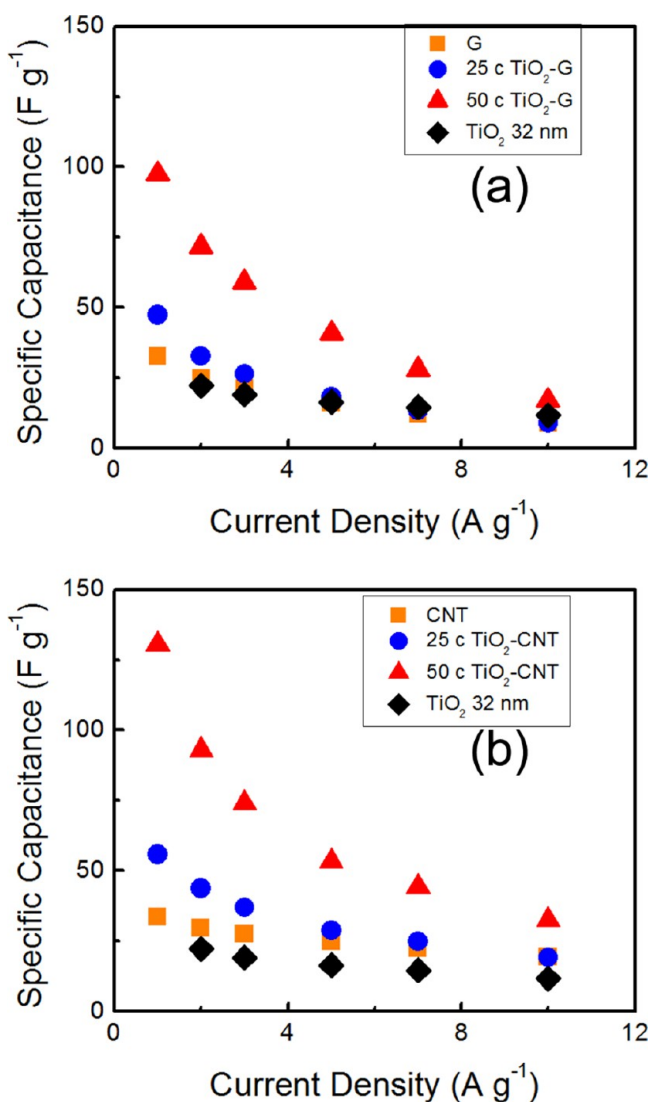 150
100
50
0
Specific Capacitance (F g⁻¹)
G
25 c TiO₂-G
50 c TiO₂-G
TiO₂ 32 nm
(a)
0 4 8 12
Current Density (A g⁻¹)
150
100
50
0
Specific Capacitance (F g⁻¹)
CNT
25 c TiO₂-CNT
50 c TiO₂-CNT
TiO₂ 32 nm
(b)
0 4 8 12
Current Density (A g⁻¹)